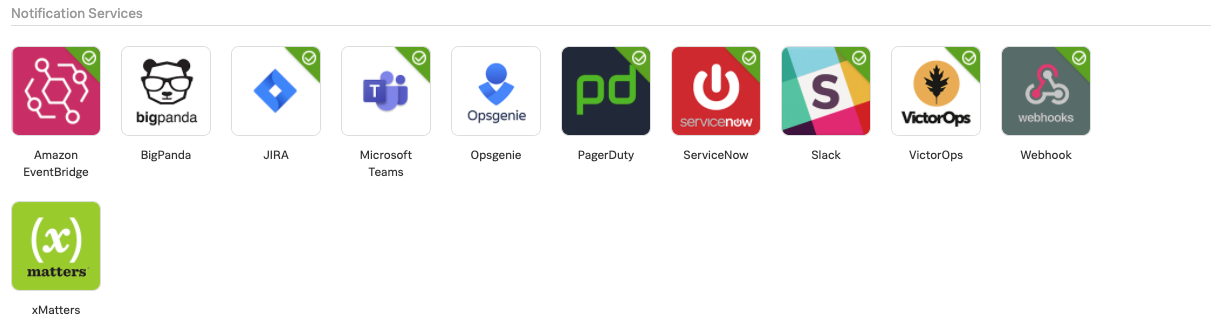 Notification Services
bigpanda
Opsgenie
pd
servicenow
S
VictorOps
webhooks
Amazon
EventBridge
BigPanda
JIRA
Microsoft
Teams
Opsgenie
PagerDuty
ServiceNow
Slack
VictorOps
Webhook
(x)
matters
xMatters